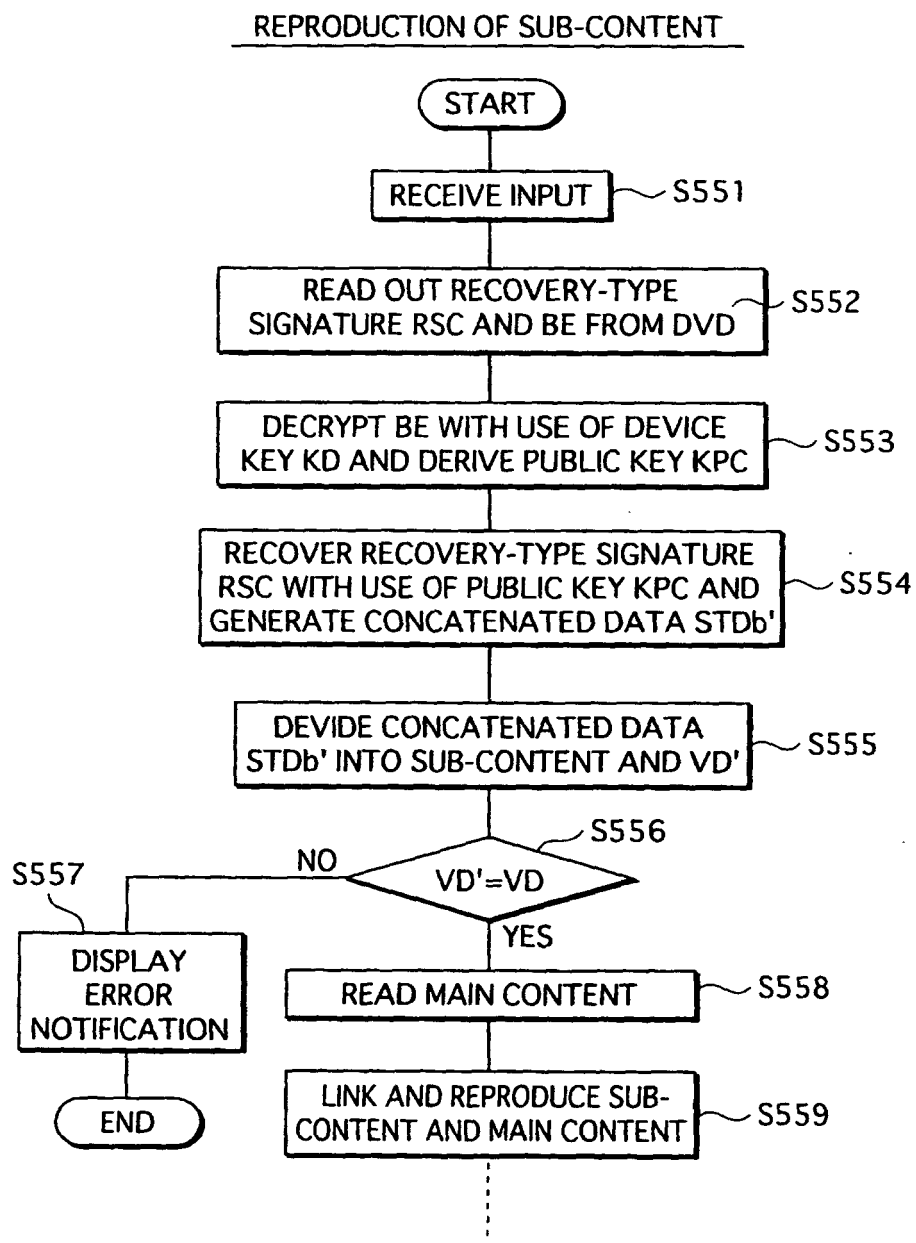 REPRODUCTION OF SUB-CONTENT
START
RECEIVE INPUT
S551
READ OUT RECOVERY-TYPE
SIGNATURE RSC AND BE FROM DVD
S552
DECRYPT BE WITH USE OF DEVICE
KEY KD AND DERIVE PUBLIC KEY KPC
S553
RECOVER RECOVERY-TYPE SIGNATURE
RSC WITH USE OF PUBLIC KEY KPC AND
GENERATE CONCATENATED DATA STDb'
S554
DEVIDE CONCATENATED DATA
STDb' INTO SUB-CONTENT AND VD'
S555
S556
VD'=VD
NO
S557
YES
DISPLAY
ERROR
NOTIFICATION
END
READ MAIN CONTENT
S558
LINK AND REPRODUCE SUB-
CONTENT AND MAIN CONTENT
S559